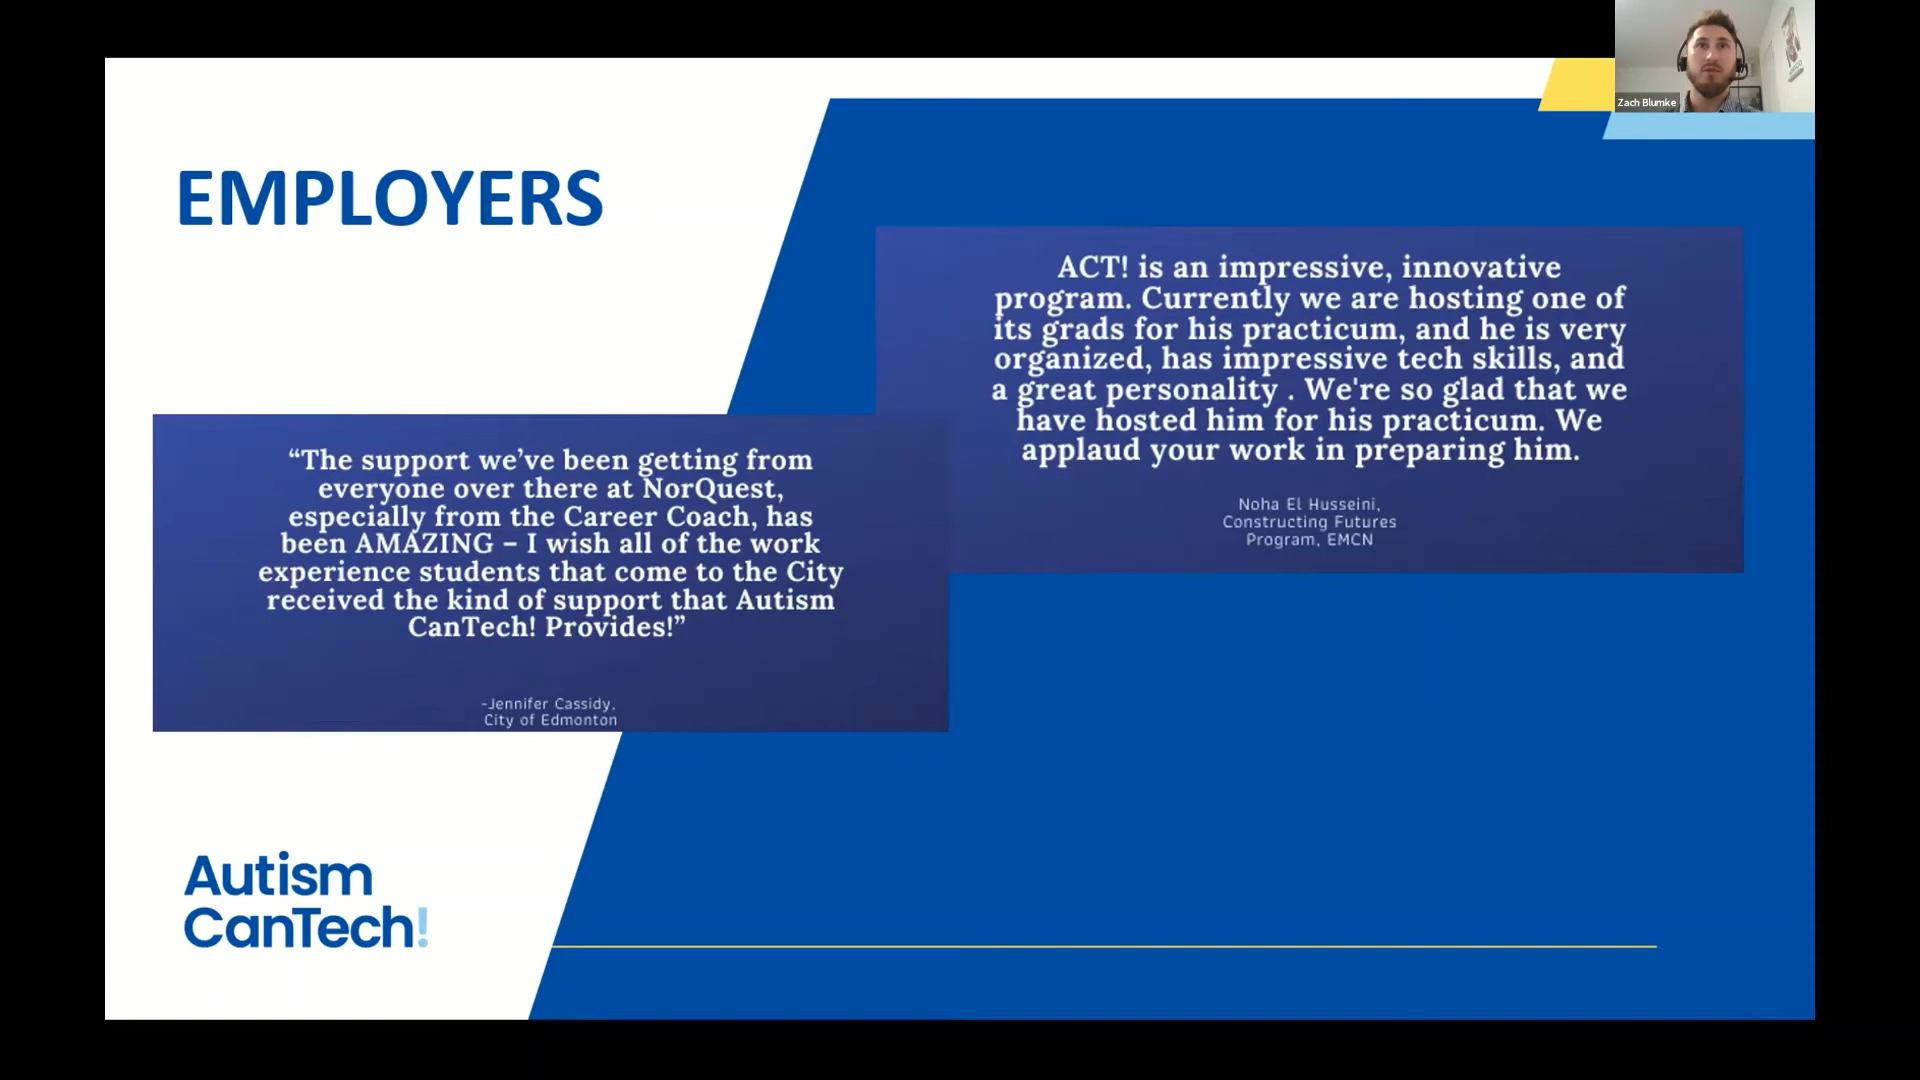 Zach Blumke
EMPLOYERS
ACT! is an impressive, innovative
program. Currently we are hosting one of
its grads for his practicum, and he is very
organized, has impressive tech skills, and
a great personality . We're so glad that we
have hosted him for his practicum. We
applaud your work in preparing him.
Noha El Husseini,
Constructing Futures
Program, EMCN
“The support we’ve been getting from
everyone over there at NorQuest,
especially from the Career Coach, has
been AMAZING – I wish all of the work
experience students that come to the City
received the kind of support that Autism
CanTech! Provides!”
-Jennifer Cassidy,
City of Edmonton
Autism
CanTech!